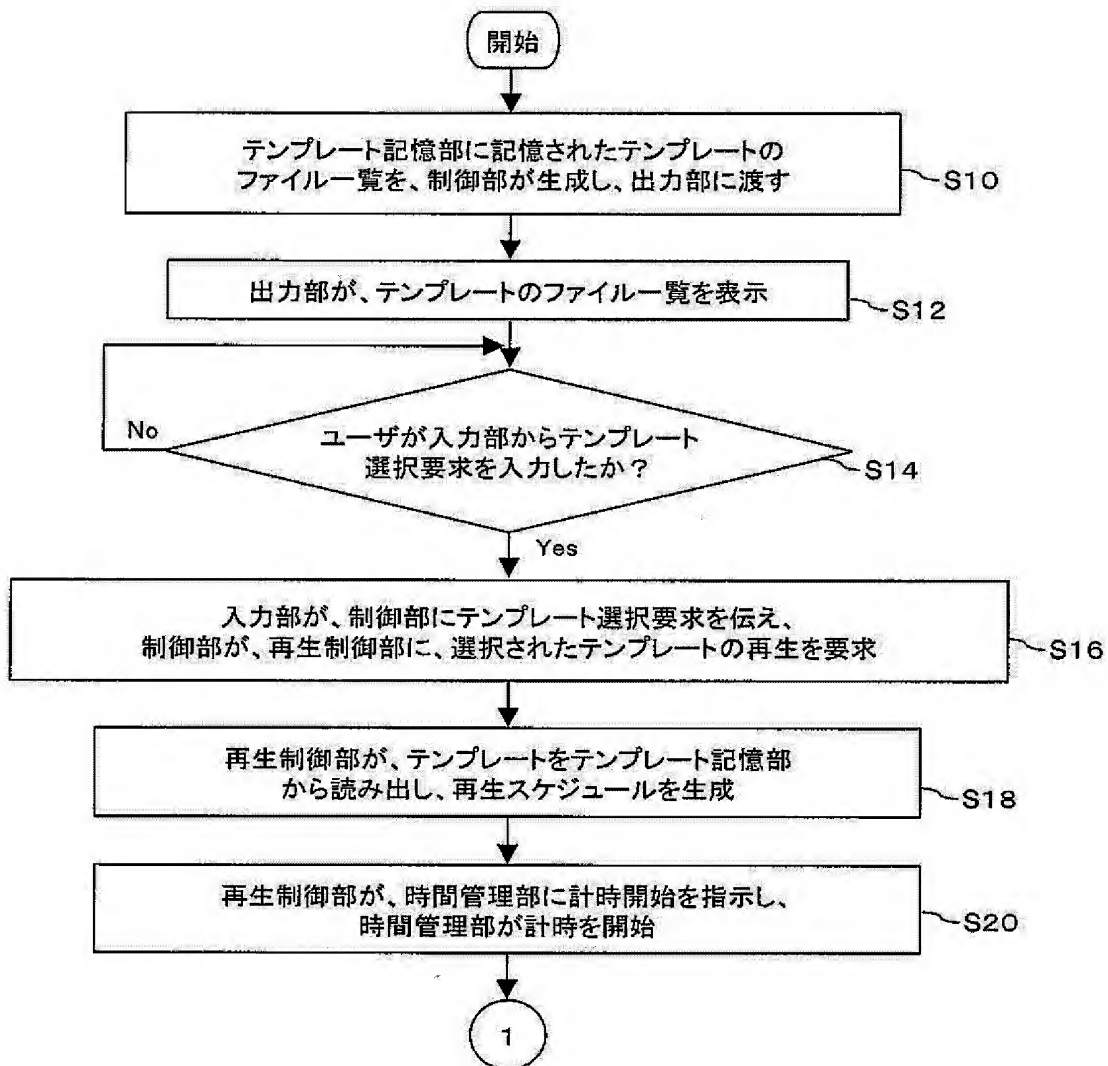 開始
テンプレート記憶部に記憶されたテンプレートの
ファイル一覧を、制御部が生成し、出力部に渡す
S10
出力部が、テンプレートのファイル一覧を表示
S12
No
ユーザが入力部からテンプレート
選択要求を入力したか？
S14
Yes
入力部が、制御部にテンプレート選択要求を伝え、
制御部が、再生制御部に、選択されたテンプレートの再生を要求
S16
再生制御部が、テンプレートをテンプレート記憶部
から読み出し、再生スケジュールを生成
S18
再生制御部が、時間管理部に計時開始を指示し、
時間管理部が計時を開始
S20
1